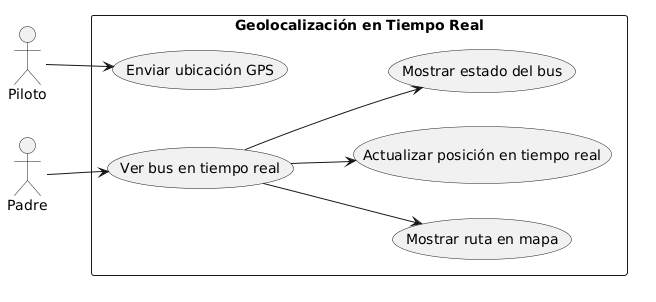 Geolocalización en Tiempo Real
Piloto
Enviar ubicación GPS
Mostrar estado del bus
Padre
Ver bus en tiempo real
Actualizar posición en tiempo real
Mostrar ruta en mapa